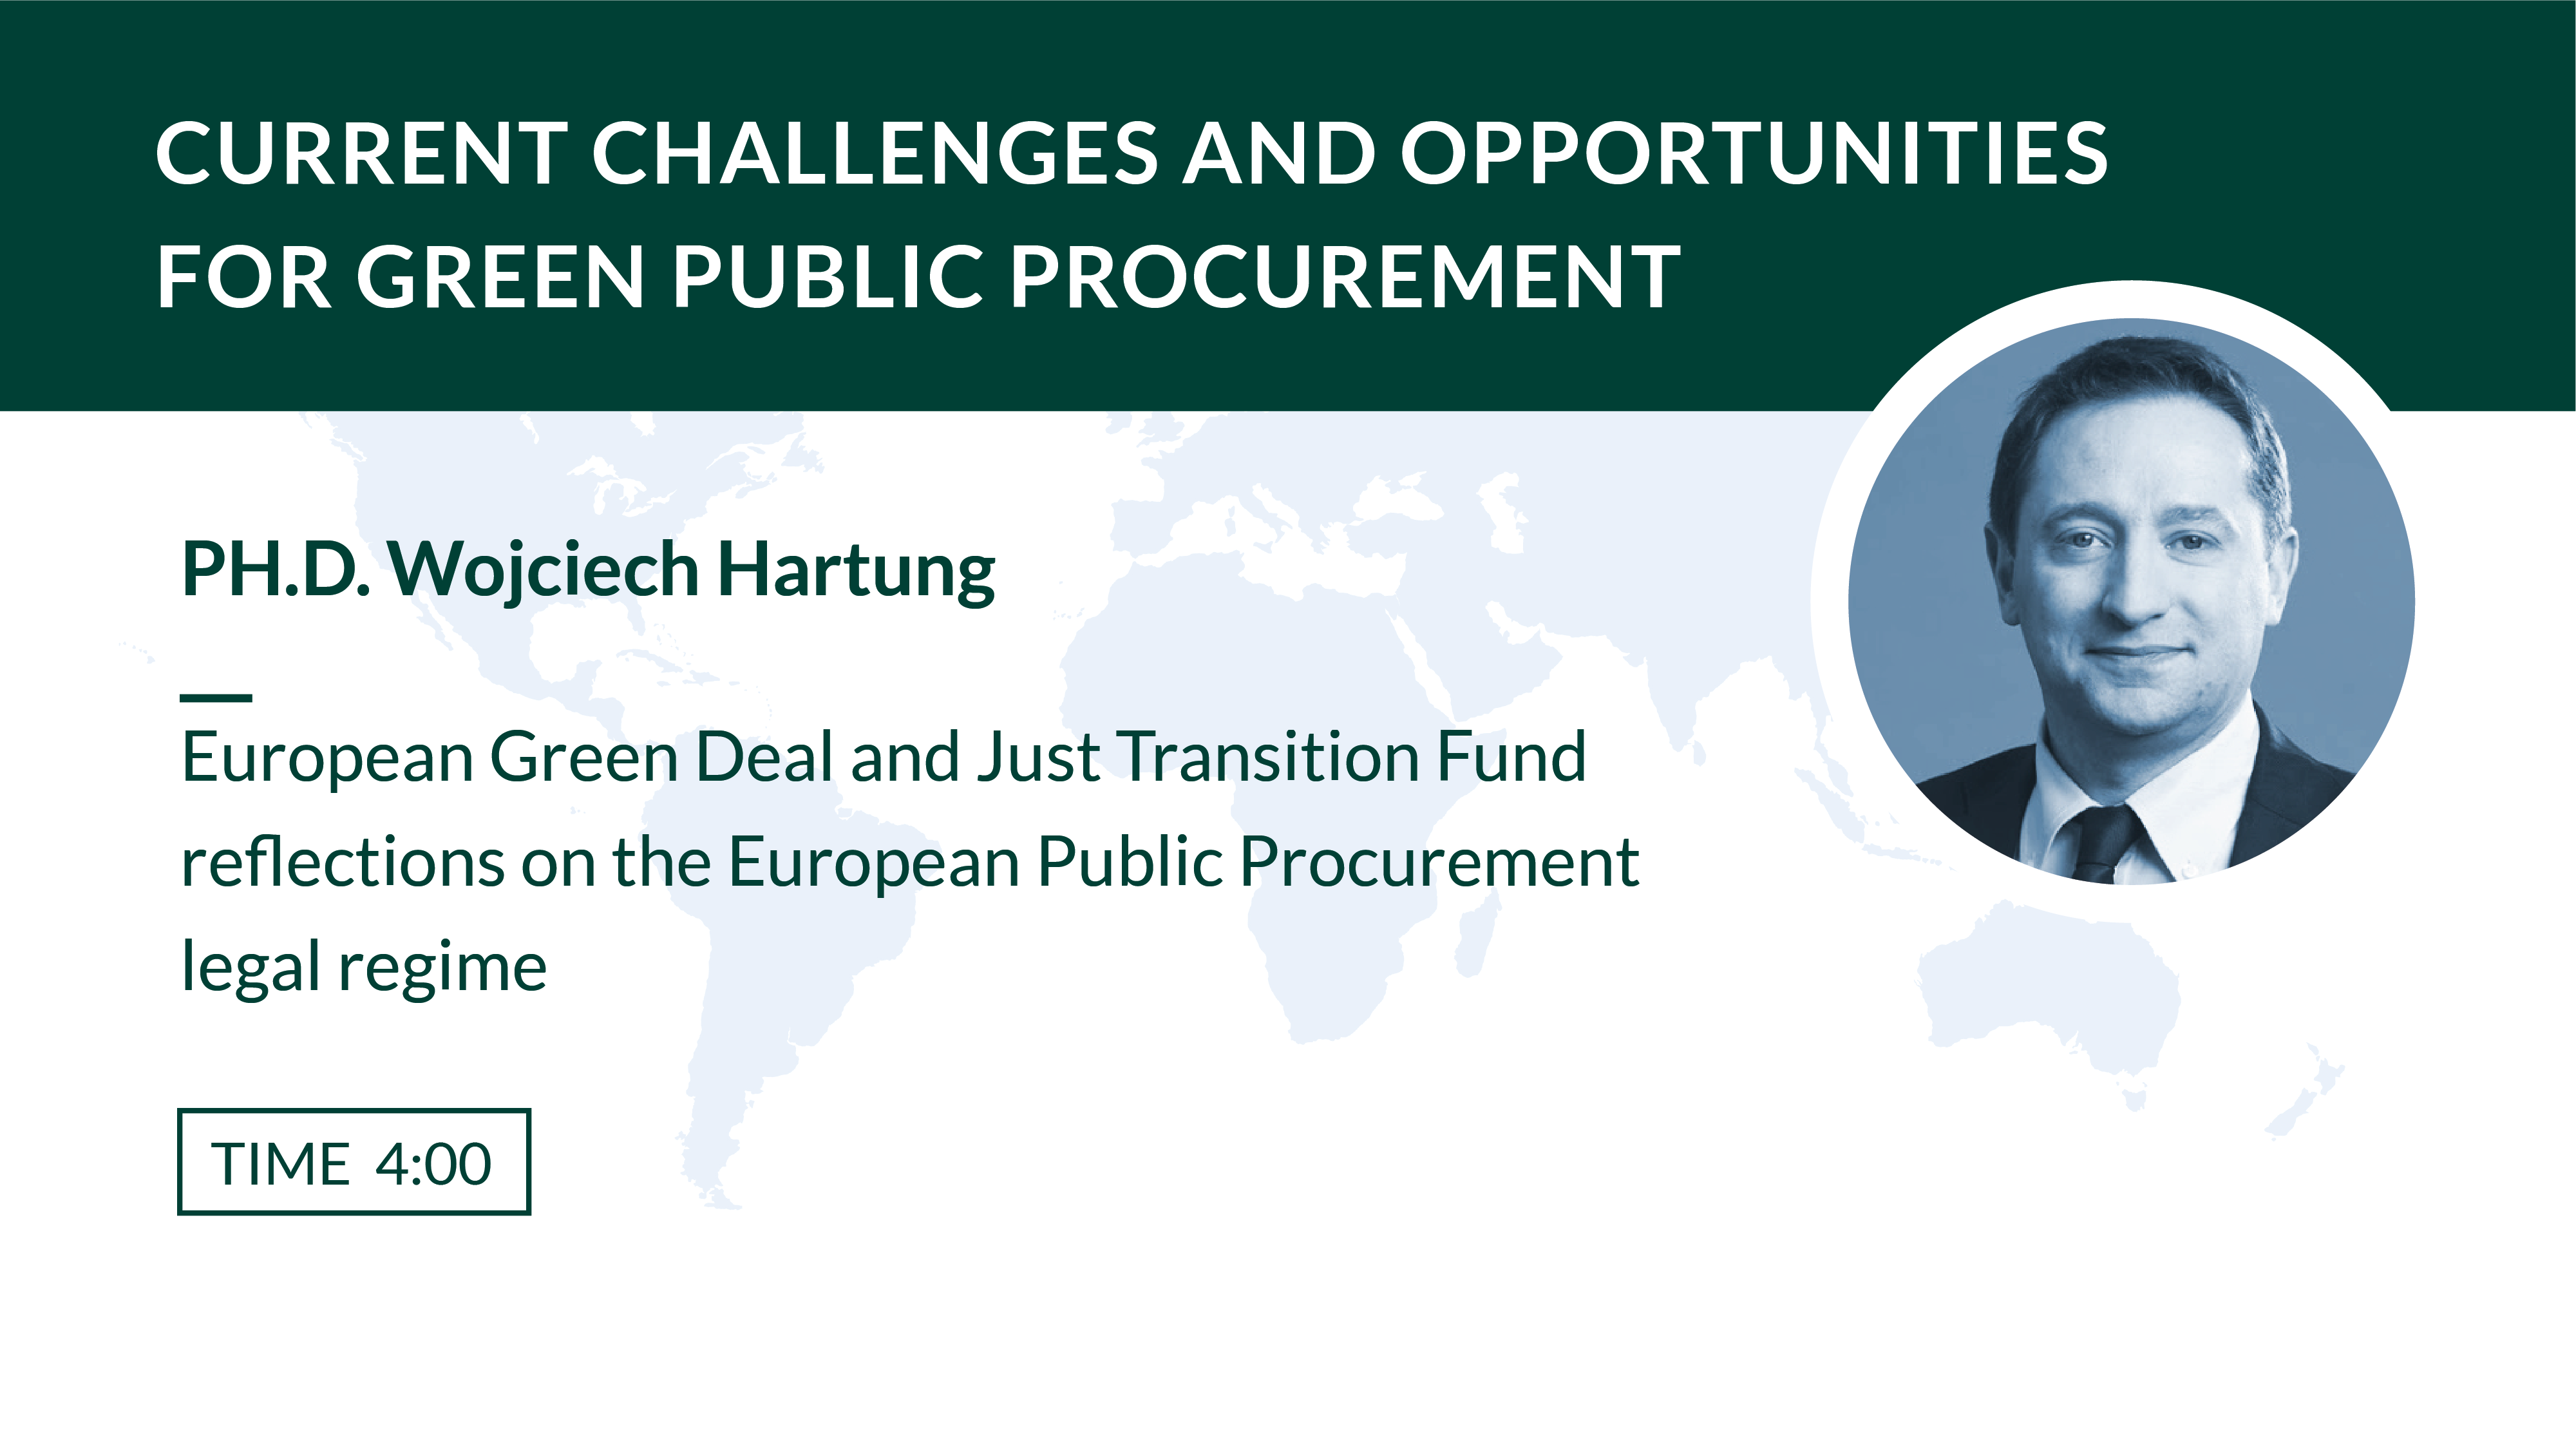 CURRENT CHALLENGES AND OPPORTUNITIES
FOR GREEN PUBLIC PROCUREMENT
PH.D. Wojciech Hartung
European Green Deal and Just Transition Fund
reflections on the European Public Procurement
legal regime
TIME 4:00